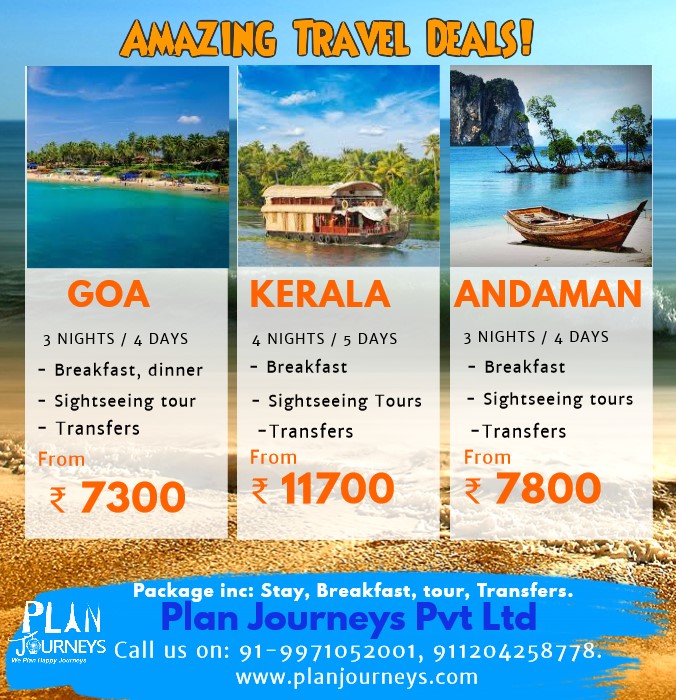 AMAZING TRAVEL DEALS!
GOA
3 NIGHTS / 4 DAYS
- Breakfast, dinner
- Sightseeing tour
- Transfers
From
₹ 7300
KERALA
4 NIGHTS / 5 DAYS
- Breakfast
- Sightseeing Tours
-Transfers
From
₹ 11700
ANDAMAN
3 NIGHTS / 4 DAYS
- Breakfast
- Sightseeing tours
-Transfers
From
₹ 7800
Package inc: Stay, Breakfast, tour, Transfers.
Plan Journeys Pvt Ltd
PLAN
JOURNEYS
We Plan Happy Journeys
Call us on: 91-9971052001, 911204258778.
www.planjourneys.com